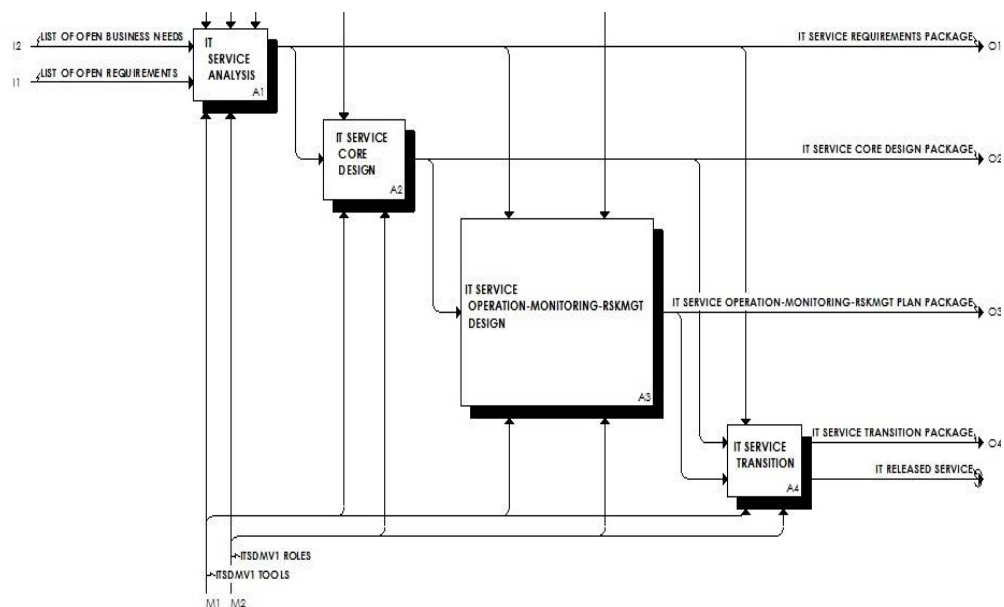 I2 LIST OF OPEN BUSINESS NEEDS
IT
SERVICE
ANALYSIS
A1
IT SERVICE REQUIREMENTS PACKAGE O1
I1 LIST OF OPEN REQUIREMENTS
IT SERVICE
CORE
DESIGN
A2
IT SERVICE CORE DESIGN PACKAGE O2
IT SERVICE
OPERATION-MONITORING-RSKMGT
DESIGN
A3
IT SERVICE OPERATION-MONITORING-RSKMGT PLAN PACKAGE O3
IT SERVICE
TRANSITION
A4
IT SERVICE TRANSITION PACKAGE O4
IT RELEASED SERVICE
ITSDMV1 ROLES
ITSDMV1 TOOLS
M1 M2